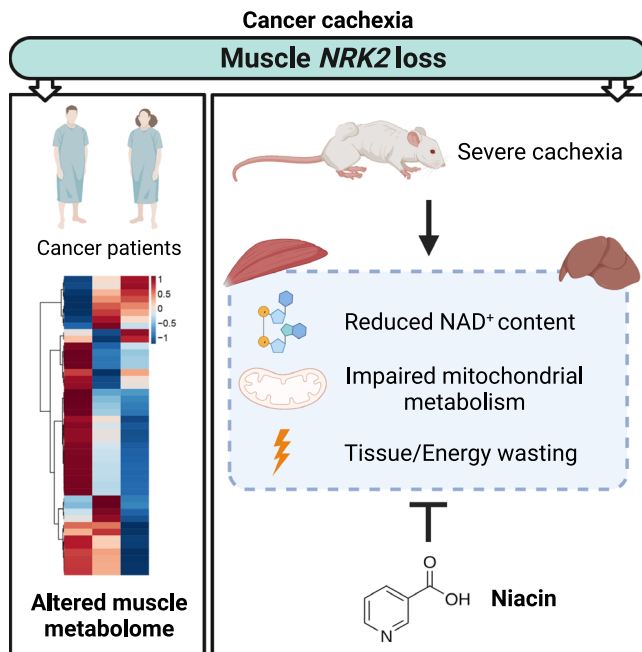 Cancer cachexia
Muscle NRK2 loss
Cancer patients
1
0.5
0
−0.5
−1
Altered muscle
metabolome
Severe cachexia
Reduced NAD⁺ content
Impaired mitochondrial
metabolism
Tissue/Energy wasting
O
OH
N
Niacin